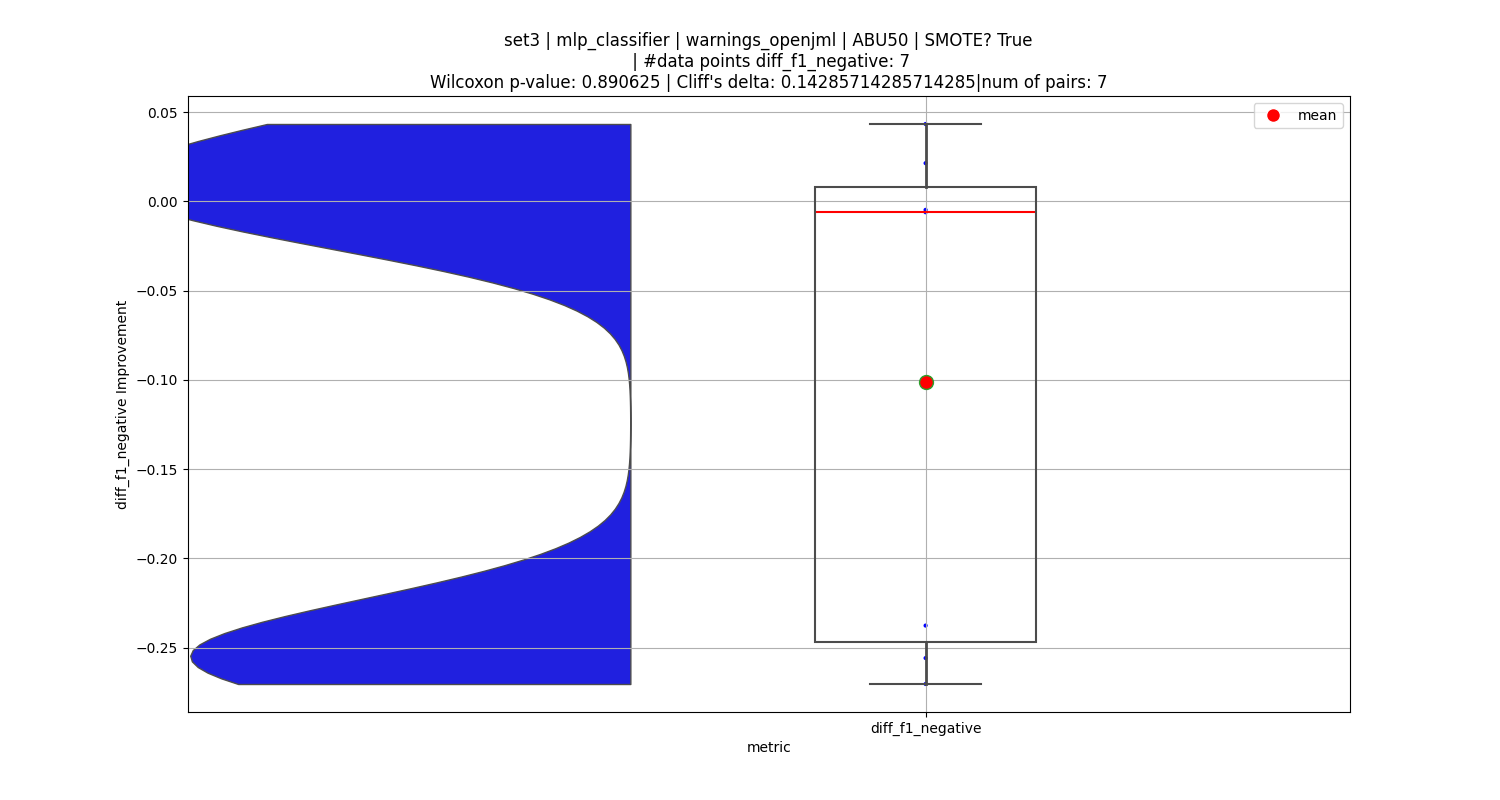 set3 | mlp_classifier | warnings_openjml | ABU50 | SMOTE? True
| #data points diff_f1_negative: 7
Wilcoxon p-value: 0.890625 | Cliff's delta: 0.14285714285714285|num of pairs: 7
mean
0.05
0.00
−0.05
−0.10
−0.15
−0.20
−0.25
diff_f1_negative Improvement
diff_f1_negative
metric